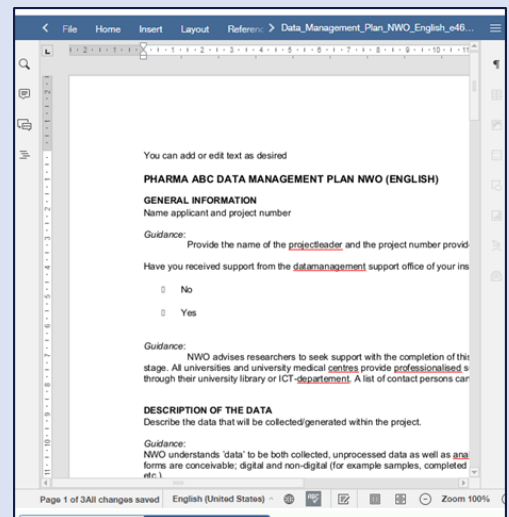 File Home Insert Layout Referenc > Data_Management_Plan_NWO_English_e46...
You can add or edit text as desired
PHARMA ABC DATA MANAGEMENT PLAN NWO (ENGLISH)
GENERAL INFORMATION
Name applicant and project number
Guidance:
Provide the name of the projectleader and the project number provid
Have you received support from the datamanagement support office of your ins
No
Yes
Guidance:
NWO advises researchers to seek support with the completion of this
stage. All universities and university medical centres provide professionalised s
through their university library or ICT-departement. A list of contact persons can
DESCRIPTION OF THE DATA
Describe the data that will be collected/generated within the project.
Guidance:
NWO understands 'data' to be both collected, unprocessed data as well as ana
forms are conceivable; digital and non-digital (for example samples, completed
etc.)
Page 1 of 3 All changes saved English (United States) Zoom 100%